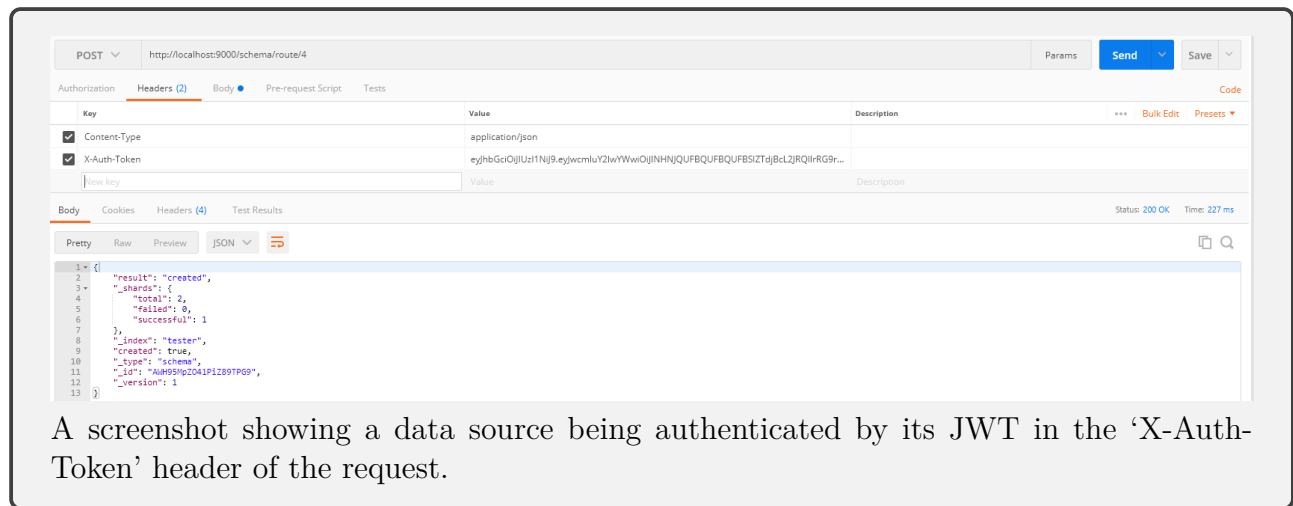 POST http://localhost:9000/schema/route/4 Params Send Save
Authorization Headers (2) Body Pre-request Script Tests Code
Key Value Description ••• Bulk Edit Presets
Content-Type application/json
X-Auth-Token
New key Value Description
Body Cookies Headers (4) Test Results Status: 200 OK Time: 227 ms
Pretty Raw Preview JSON
1 {
2 "result": "created",
3 "_shards": {
4 "total": 2,
5 "failed": 0,
6 "successful": 1
7 },
8 "_index": "tester",
9 "created": true,
10 "_type": "schema",
11 "_id": "AWH95MpZO41PiZ89TPG9",
12 "_version": 1
13 }
A screenshot showing a data source being authenticated by its JWT in the ‘X-Auth-
Token’ header of the request.